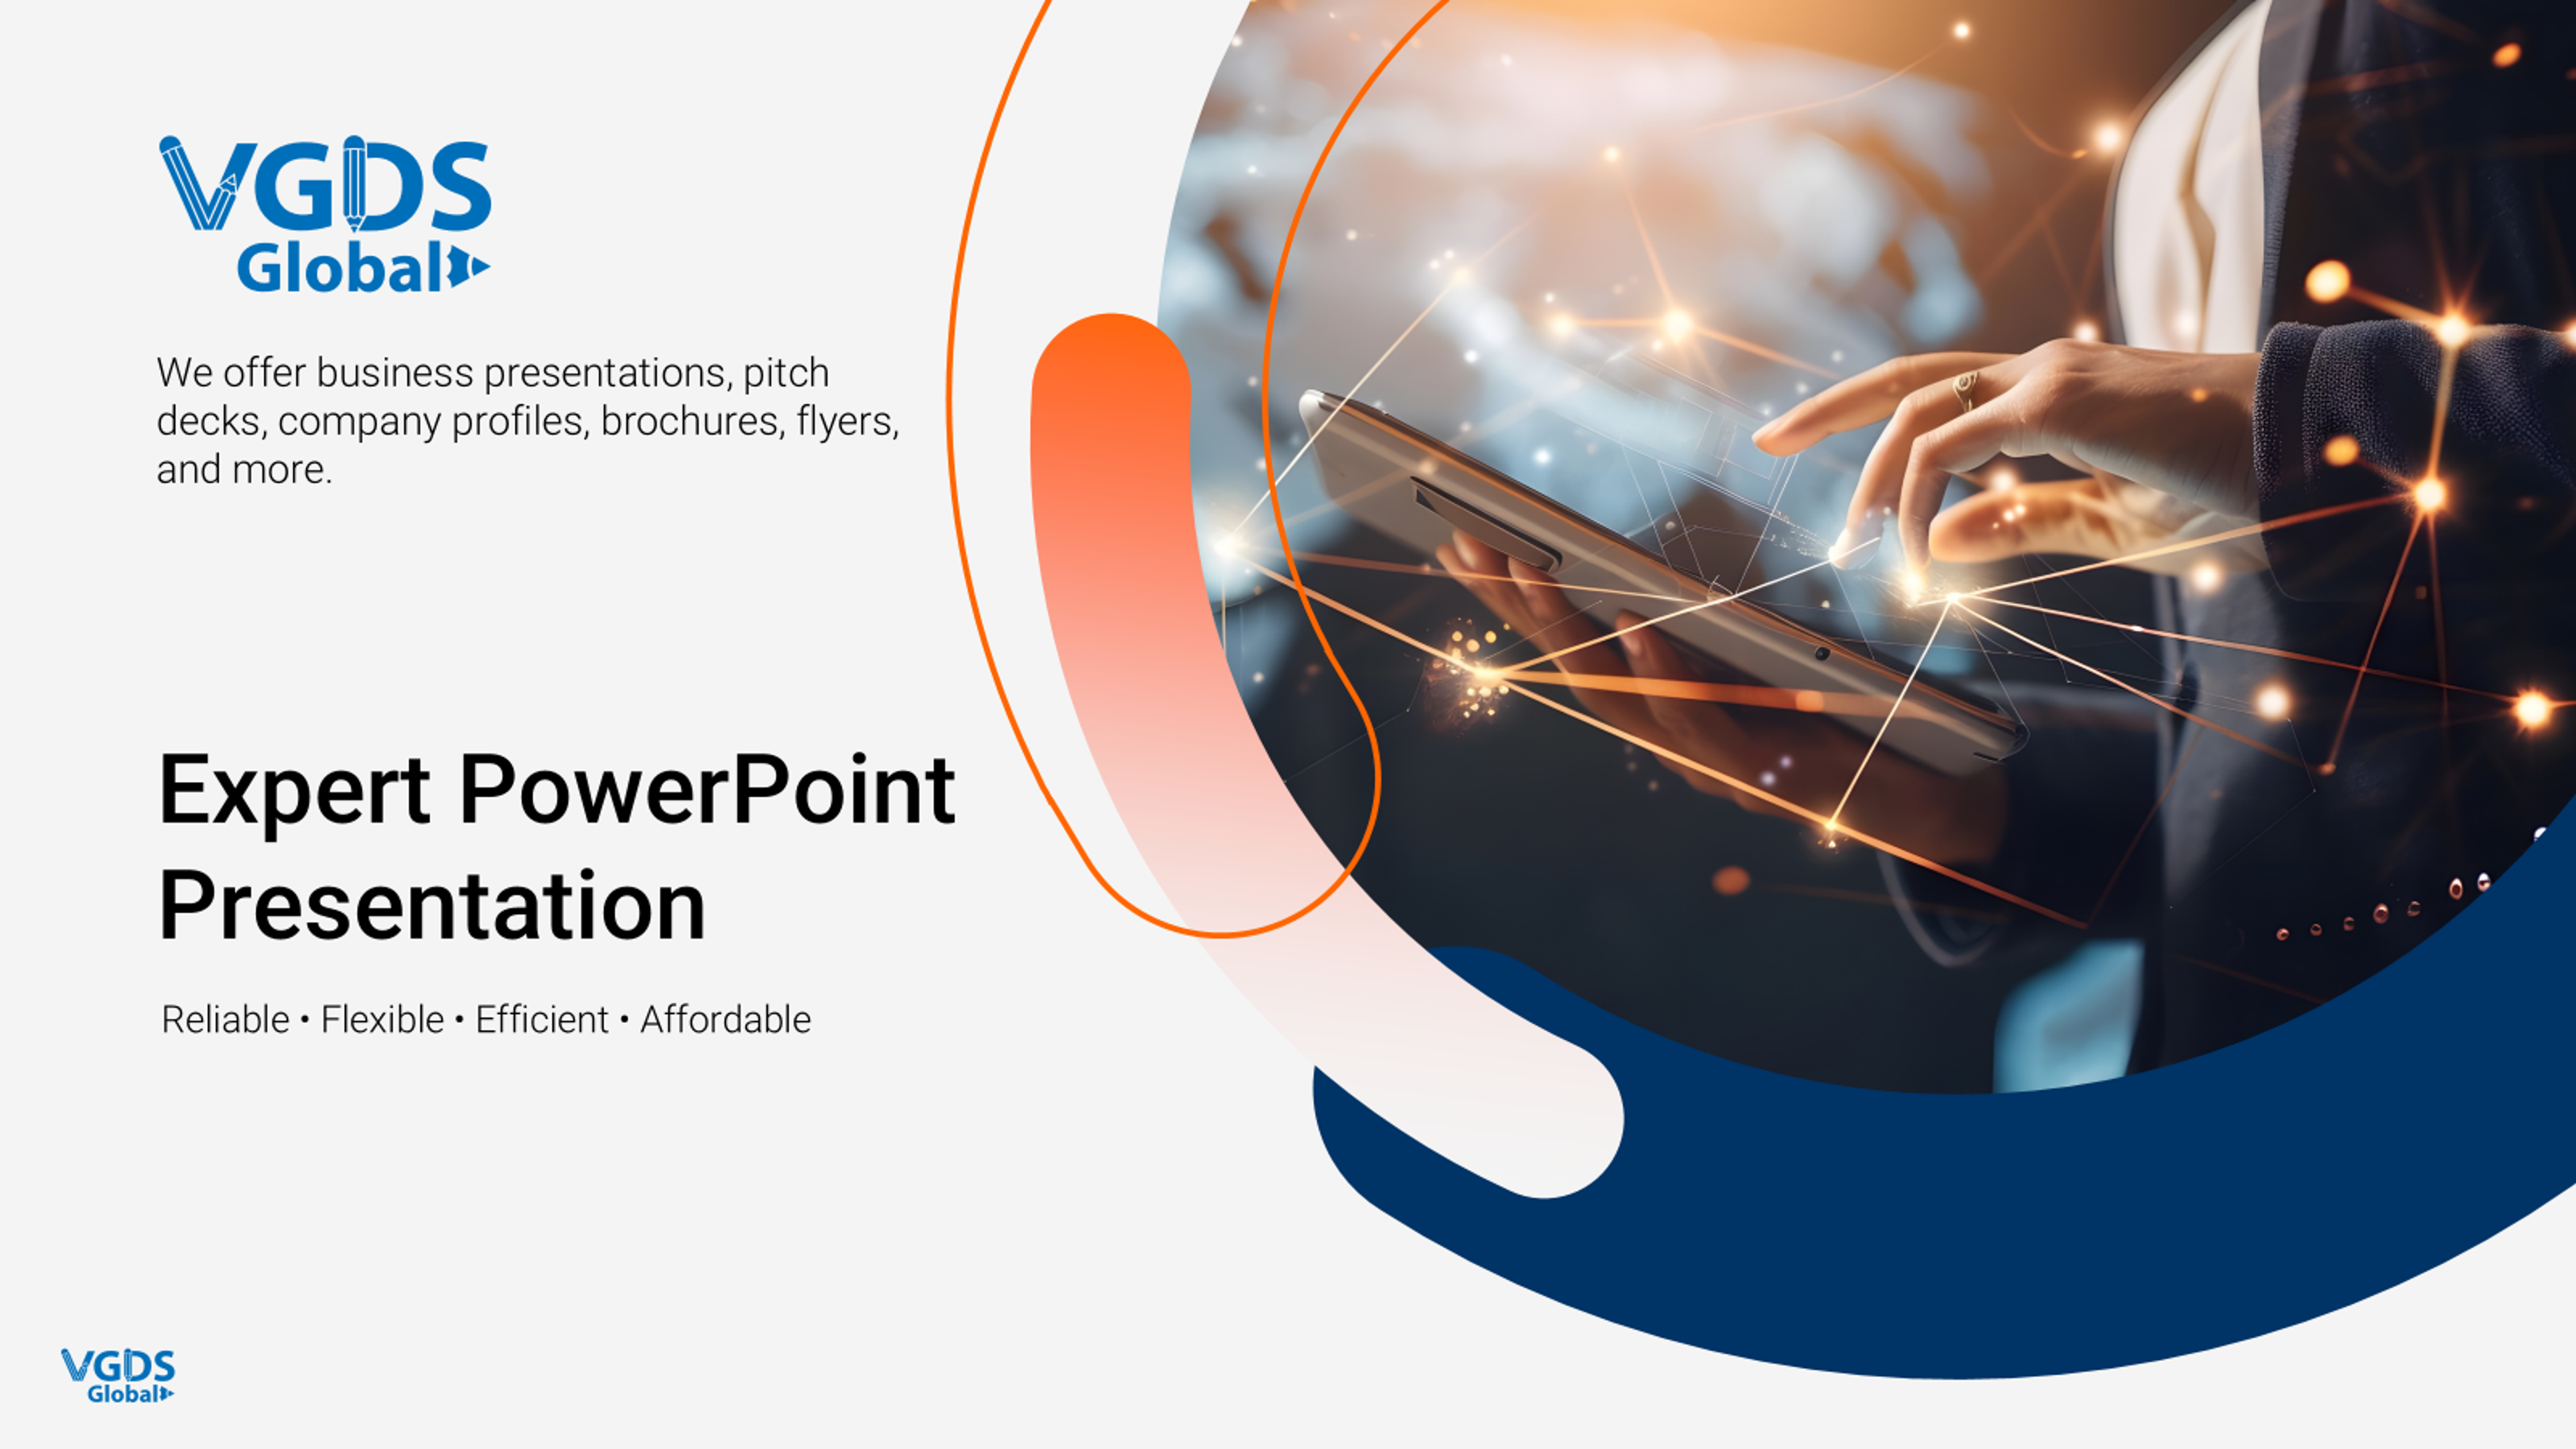 VGDS
Global
We offer business presentations, pitch
decks, company profiles, brochures, flyers,
and more.
Expert PowerPoint
Presentation
Reliable • Flexible • Efficient • Affordable
VGDS
Global